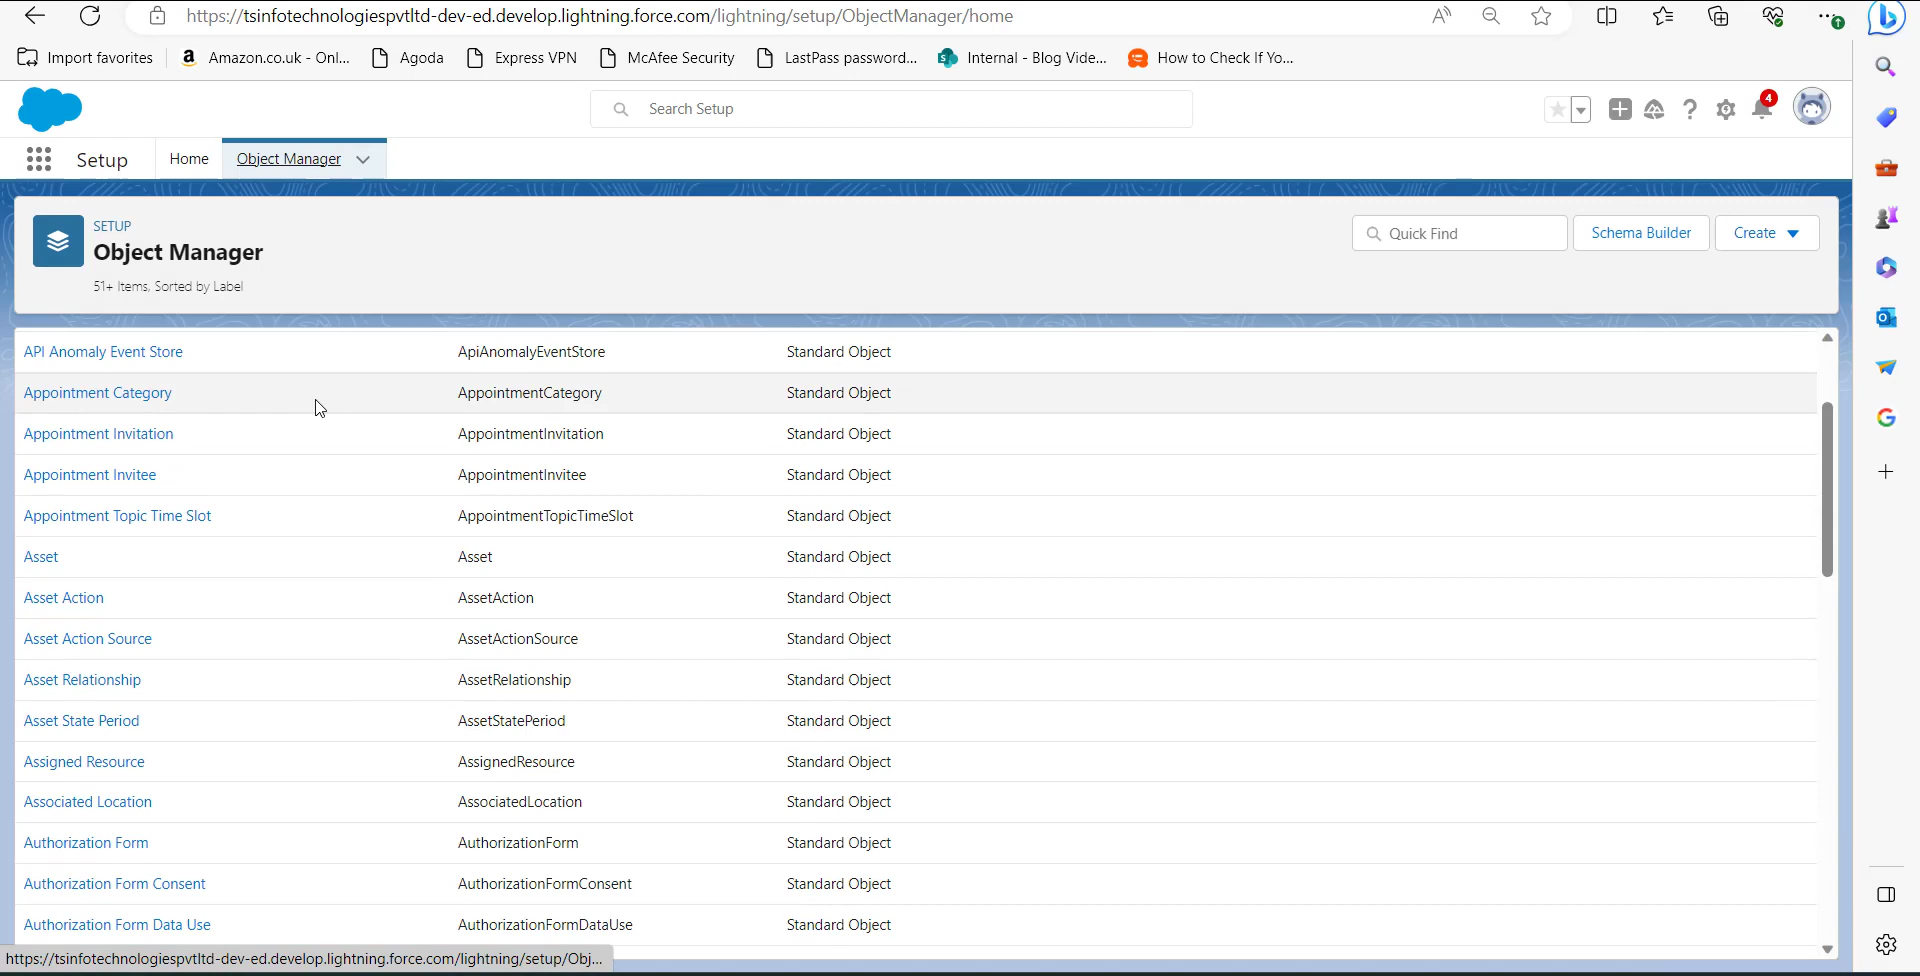 https://tsinfotechnologiespvtltd-dev-ed.develop.lightning.force.com/lightning/setup/ObjectManager/home
Import favorites Amazon.co.uk - Onl... Agoda Express VPN McAfee Security LastPass password... Internal - Blog Vide... How to Check If Yo...
Search Setup 4
Setup Home Object Manager
SETUP
Object Manager
51+ Items, Sorted by Label
Quick Find Schema Builder Create
API Anomaly Event Store ApiAnomalyEventStore Standard Object
Appointment Category AppointmentCategory Standard Object
Appointment Invitation AppointmentInvitation Standard Object
Appointment Invitee AppointmentInvitee Standard Object
Appointment Topic Time Slot AppointmentTopicTimeSlot Standard Object
Asset Asset Standard Object
Asset Action AssetAction Standard Object
Asset Action Source AssetActionSource Standard Object
Asset Relationship AssetRelationship Standard Object
Asset State Period AssetStatePeriod Standard Object
Assigned Resource AssignedResource Standard Object
Associated Location AssociatedLocation Standard Object
Authorization Form AuthorizationForm Standard Object
Authorization Form Consent AuthorizationFormConsent Standard Object
Authorization Form Data Use AuthorizationFormDataUse Standard Object
https://tsinfotechnologiespvtltd-dev-ed.develop.lightning.force.com/lightning/setup/Obj...